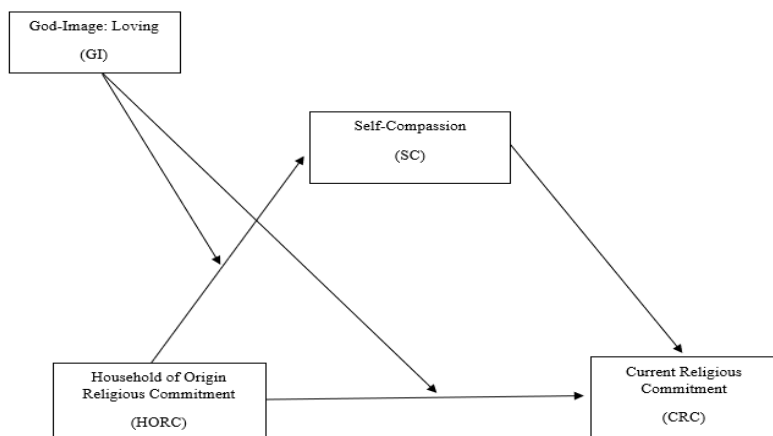 God-Image: Loving
(GI)
Self-Compassion
(SC)
Household of Origin
Religious Commitment
(HORC)
Current Religious
Commitment
(CRC)